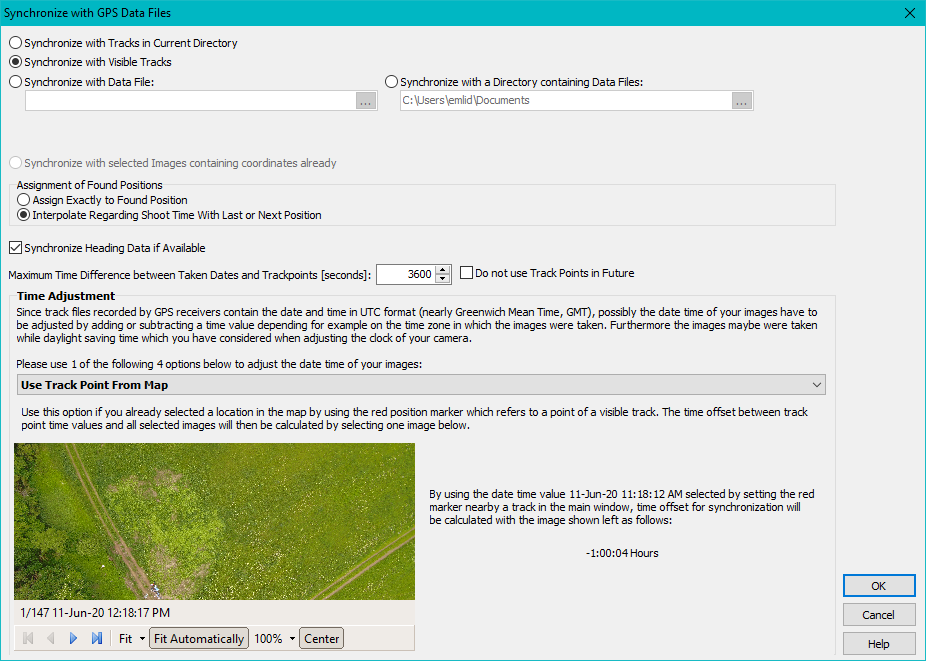 Synchronize with GPS Data Files
Synchronize with Tracks in Current Directory
Synchronize with Visible Tracks
Synchronize with Data File:
Synchronize with a Directory containing Data Files:
...
C:\Users\emlid\Documents
...
Synchronize with selected Images containing coordinates already
Assignment of Found Positions
Assign Exactly to Found Position
Interpolate Regarding Shoot Time With Last or Next Position
Synchronize Heading Data if Available
Maximum Time Difference between Taken Dates and Trackpoints [seconds]:
3600
Do not use Track Points in Future
Time Adjustment
Since track files recorded by GPS receivers contain the date and time in UTC format (nearly Greenwich Mean Time, GMT), possibly the date time of your images have to
be adjusted by adding or subtracting a time value depending for example on the time zone in which the images were taken. Furthermore the images maybe were taken
while daylight saving time which you have considered when adjusting the clock of your camera.
Please use 1 of the following 4 options below to adjust the date time of your images:
Use Track Point From Map
Use this option if you already selected a location in the map by using the red position marker which refers to a point of a visible track. The time offset between track
point time values and all selected images will then be calculated by selecting one image below.
By using the date time value 11-Jun-20 11:18:12 AM selected by setting the red
marker nearby a track in the main window, time offset for synchronization will
be calculated with the image shown left as follows:
-1:00:04 Hours
1/147 11-Jun-20 12:18:17 PM
Fit
Fit Automatically
100%
Center
OK
Cancel
Help